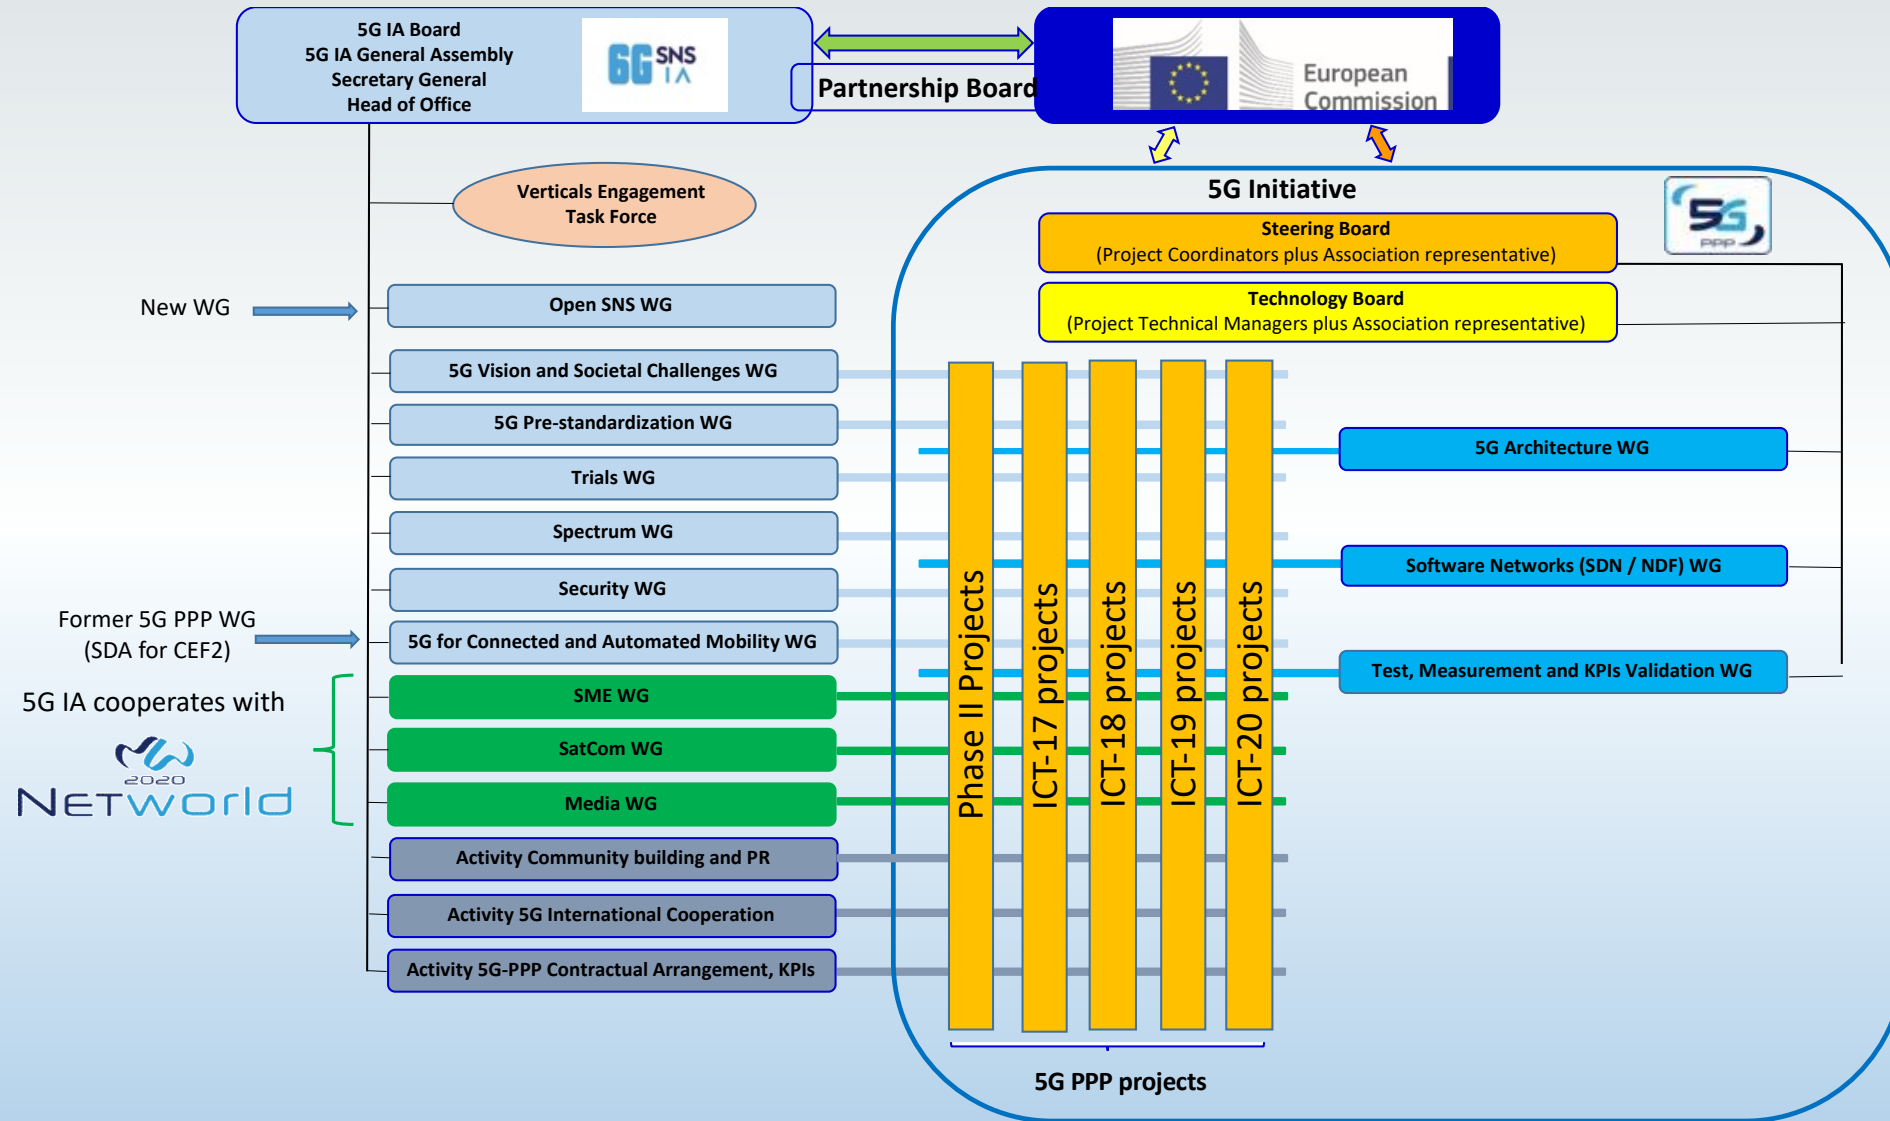 5G IA Board
5G IA General Assembly
Secretary General
Head of Office
6G SNS
IA
Partnership Board
European
Commission
Verticals Engagement
Task Force
5G Initiative
5G
PPP
Steering Board
(Project Coordinators plus Association representative)
Technology Board
(Project Technical Managers plus Association representative)
New WG
Open SNS WG
5G Vision and Societal Challenges WG
5G Pre-standardization WG
Trials WG
Spectrum WG
Security WG
Former 5G PPP WG
(SDA for CEF2)
5G for Connected and Automated Mobility WG
5G IA cooperates with
2020
NETWorld
SME WG
SatCom WG
Media WG
Activity Community building and PR
Activity 5G International Cooperation
Activity 5G-PPP Contractual Arrangement, KPIs
Phase II Projects
ICT-17 projects
ICT-18 projects
ICT-19 projects
ICT-20 projects
5G Architecture WG
Software Networks (SDN / NDF) WG
Test, Measurement and KPIs Validation WG
5G PPP projects